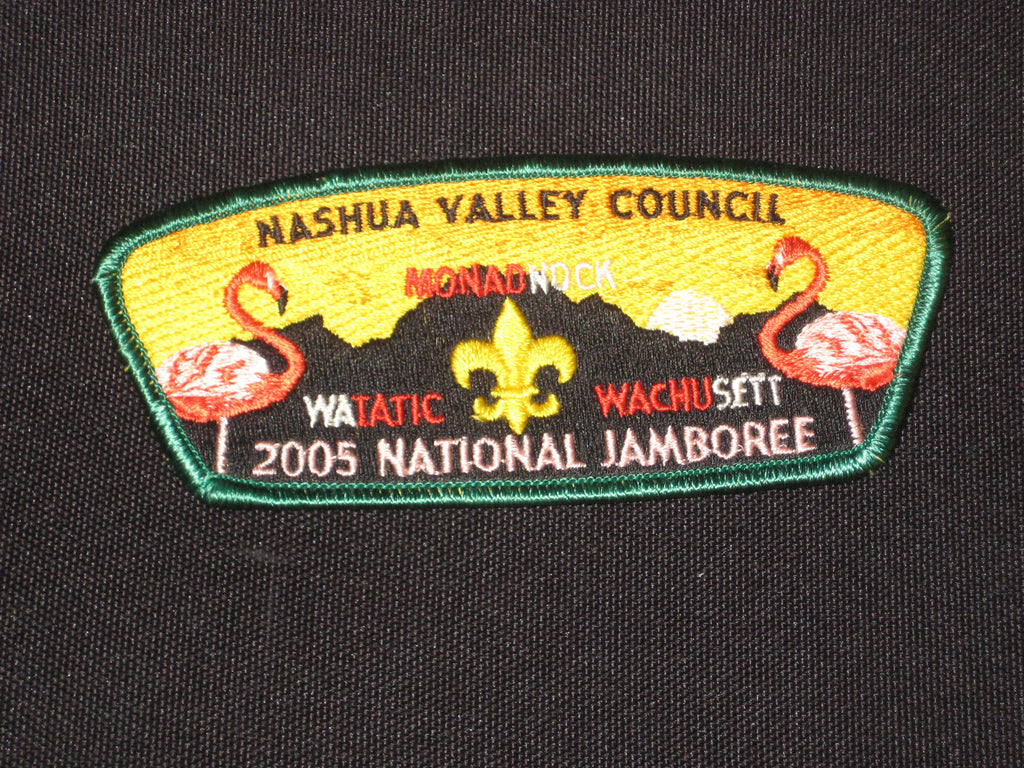 NASHUA VALLEY COUNCIL
MONADNOCK
WATATIC WACHUSETT
2005 NATIONAL JAMBOREE